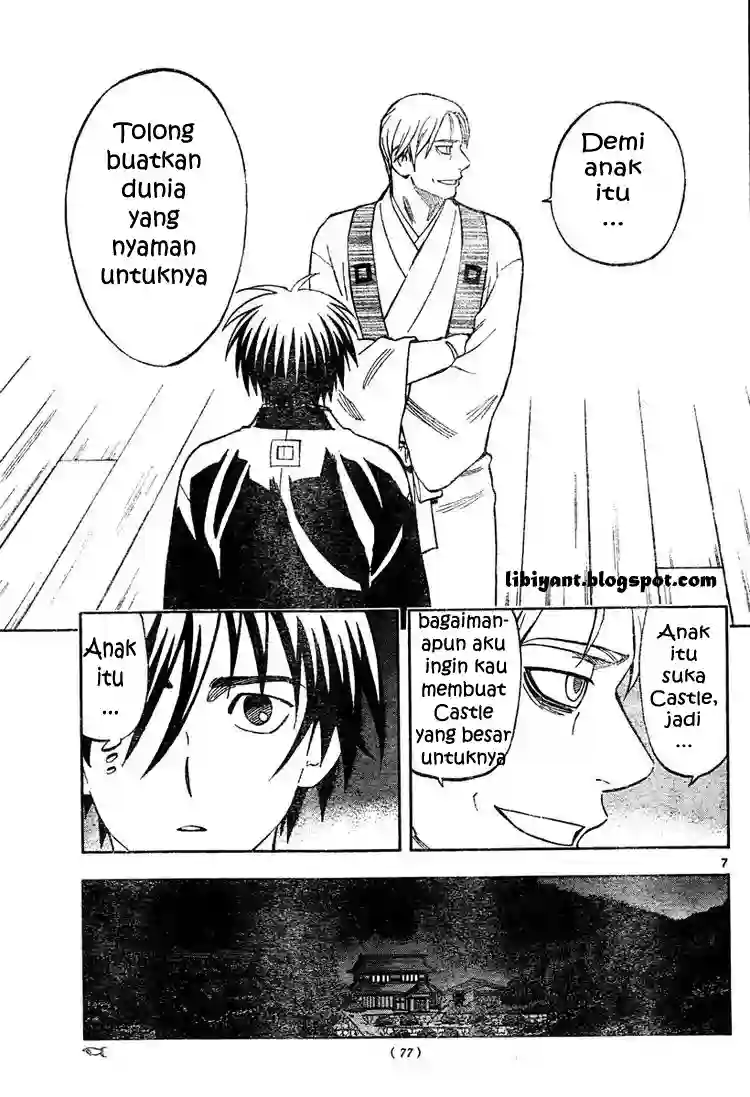 Demi
anak
itu
...
Tolong
buatkan
dunia
yang
nyaman
untuknya
libiyant.blogspot.com
Anak
itu
suka
Castle,
jadi
...
bagaiman-
apun aku
ingin kau
membuat
Castle
yang besar
untuknya
Anak
itu
...
7
( 77 )